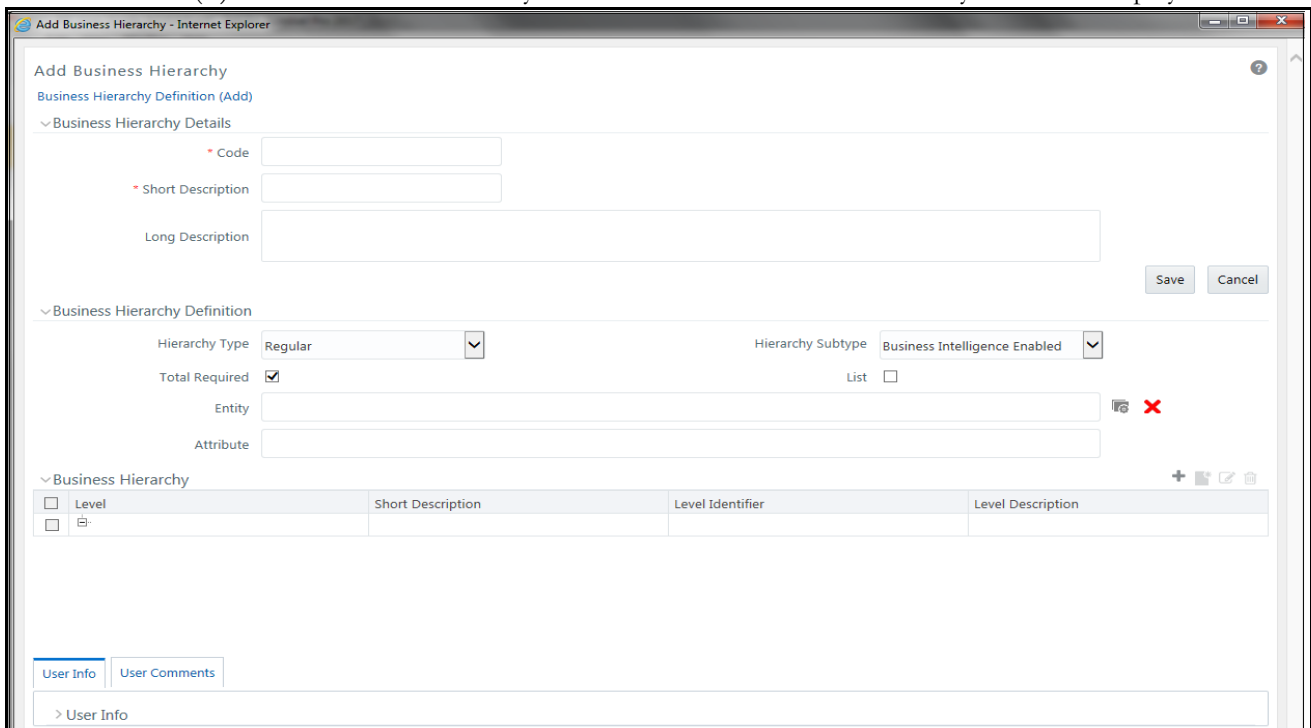 Add Business Hierarchy - Internet Explorer
Add Business Hierarchy
?
Business Hierarchy Definition (Add)
Business Hierarchy Details
* Code
* Short Description
Long Description
Save Cancel
Business Hierarchy Definition
Hierarchy Type Regular Hierarchy Subtype Business Intelligence Enabled
Total Required List
Entity
Attribute
Business Hierarchy
Level Short Description Level Identifier Level Description
User Info User Comments
User Info